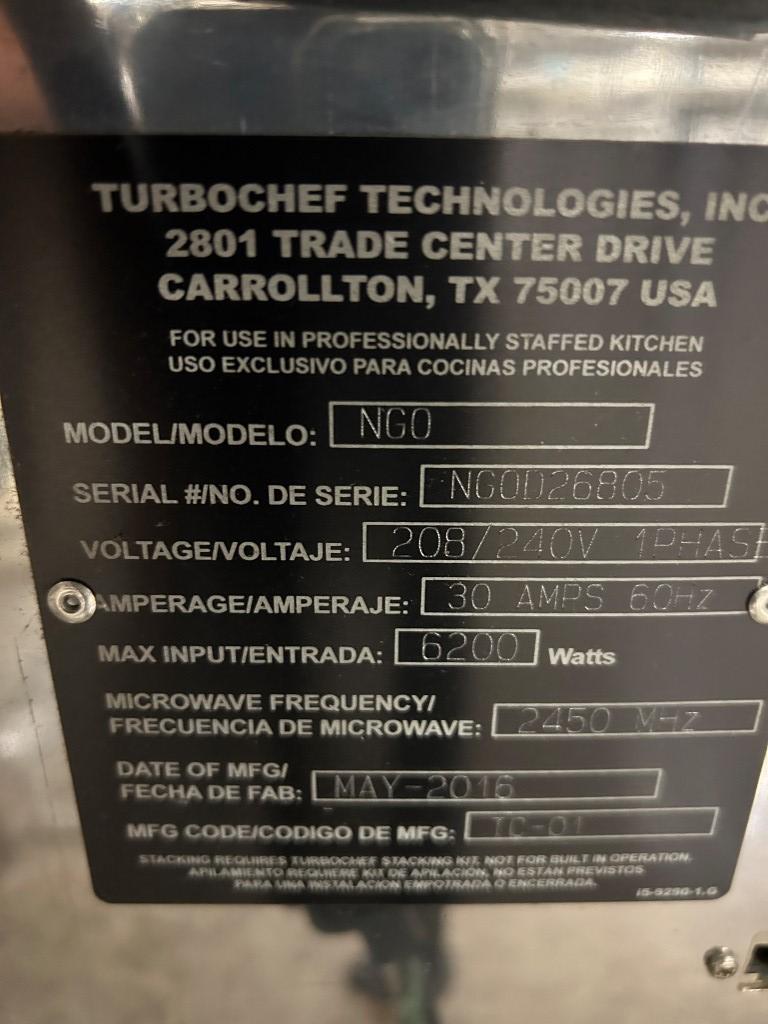 TURBOCHEF TECHNOLOGIES, INC
2801 TRADE CENTER DRIVE
CARROLLTON, TX 75007 USA
FOR USE IN PROFESSIONALLY STAFFED KITCHEN
USO EXCLUSIVO PARA COCINAS PROFESIONALES
MODEL/MODELO: NGO
SERIAL #/NO. DE SERIE: NGOD26805
VOLTAGE/VOLTAJE: 208/240V 1PHASE
AMPERAGE/AMPERAJE: 30 AMPS 60Hz
MAX INPUT/ENTRADA: 6200 Watts
MICROWAVE FREQUENCY/
FRECUENCIA DE MICROWAVE: 2450 MHz
DATE OF MFG/
FECHA DE FAB: MAY-2016
MFG CODE/CODIGO DE MFG: TC-01
STACKING REQUIRES TURBOCHEF STACKING KIT. NOT FOR BUILT IN OPERATION.
APILAMIENTO REQUIERE KIT DE APILACION, NO ESTAN PREVISTOS
PARA UNA INSTALACION EMPOTRADA O ENCERRADA.
I5-9290-1.G